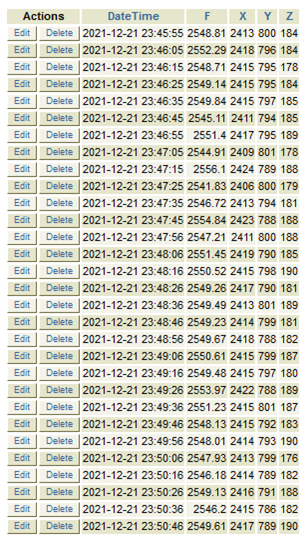 Actions DateTime F X Y Z
Edit Delete 2021-12-21 23:45:55 2548.81 2413 800 184
Edit Delete 2021-12-21 23:46:05 2552.29 2418 796 184
Edit Delete 2021-12-21 23:46:15 2548.71 2415 795 178
Edit Delete 2021-12-21 23:46:25 2549.14 2415 795 184
Edit Delete 2021-12-21 23:46:35 2549.84 2415 797 185
Edit Delete 2021-12-21 23:46:45 2545.11 2411 794 185
Edit Delete 2021-12-21 23:46:55 2551.4 2417 795 189
Edit Delete 2021-12-21 23:47:05 2544.91 2409 801 178
Edit Delete 2021-12-21 23:47:15 2556.1 2424 789 188
Edit Delete 2021-12-21 23:47:25 2541.83 2406 800 179
Edit Delete 2021-12-21 23:47:35 2546.72 2413 794 181
Edit Delete 2021-12-21 23:47:45 2554.84 2423 788 188
Edit Delete 2021-12-21 23:47:56 2547.21 2411 800 188
Edit Delete 2021-12-21 23:48:06 2551.45 2419 790 185
Edit Delete 2021-12-21 23:48:16 2550.52 2415 798 190
Edit Delete 2021-12-21 23:48:26 2549.26 2417 790 181
Edit Delete 2021-12-21 23:48:36 2549.49 2413 801 189
Edit Delete 2021-12-21 23:48:46 2549.23 2414 799 181
Edit Delete 2021-12-21 23:48:56 2549.67 2418 788 182
Edit Delete 2021-12-21 23:49:06 2550.61 2415 799 187
Edit Delete 2021-12-21 23:49:16 2549.48 2415 797 180
Edit Delete 2021-12-21 23:49:26 2553.97 2422 788 189
Edit Delete 2021-12-21 23:49:36 2551.23 2415 801 187
Edit Delete 2021-12-21 23:49:46 2548.13 2415 792 183
Edit Delete 2021-12-21 23:49:56 2548.01 2414 793 190
Edit Delete 2021-12-21 23:50:06 2547.93 2413 799 176
Edit Delete 2021-12-21 23:50:16 2546.18 2414 789 182
Edit Delete 2021-12-21 23:50:26 2549.13 2416 791 188
Edit Delete 2021-12-21 23:50:36 2546.2 2415 786 182
Edit Delete 2021-12-21 23:50:46 2549.61 2417 789 190